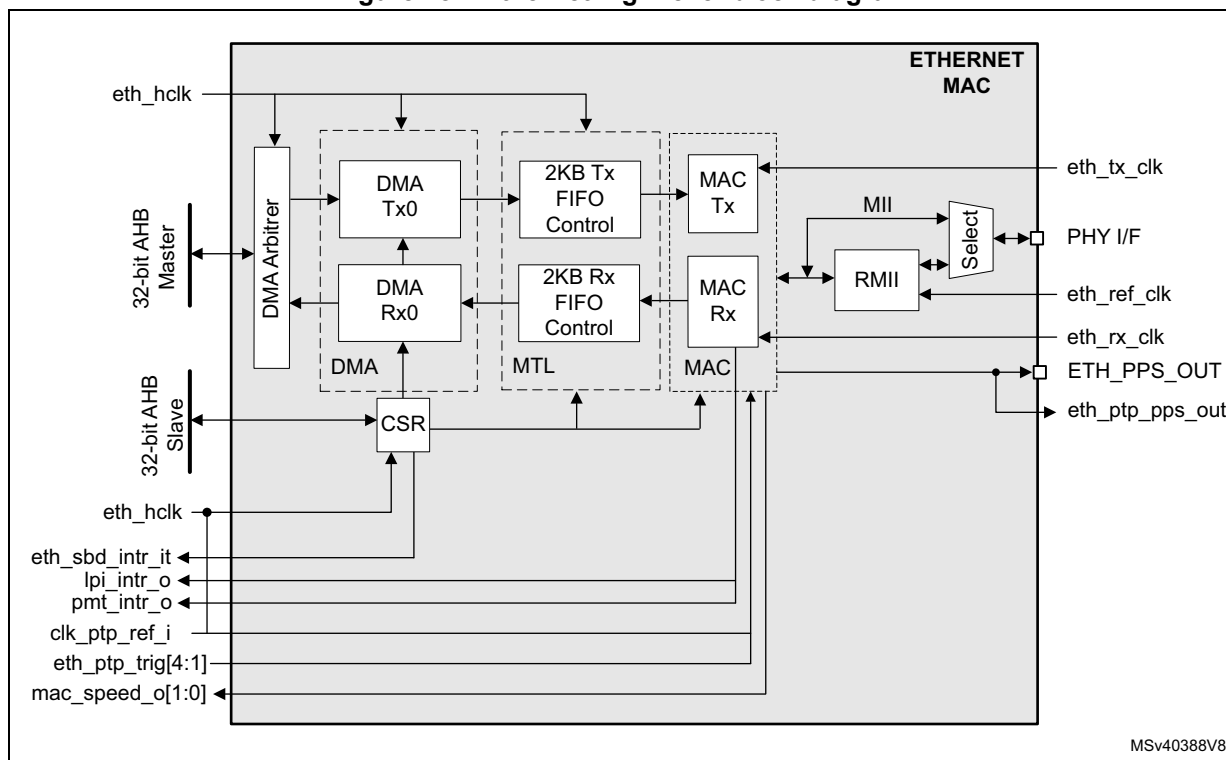 ETHERNET
MAC
eth_hclk
DMA Arbitrer
DMA
Tx0
2KB Tx
FIFO
Control
MAC
Tx
eth_tx_clk
MII
Select
PHY I/F
32-bit AHB
Master
DMA
Rx0
2KB Rx
FIFO
Control
MAC
Rx
RMII
eth_ref_clk
eth_rx_clk
DMA
MTL
MAC
ETH_PPS_OUT
eth_ptp_pps_out
32-bit AHB
Slave
CSR
eth_hclk
eth_sbd_intr_it
lpi_intr_o
pmt_intr_o
clk_ptp_ref_i
eth_ptp_trig[4:1]
mac_speed_o[1:0]
MSv40388V8